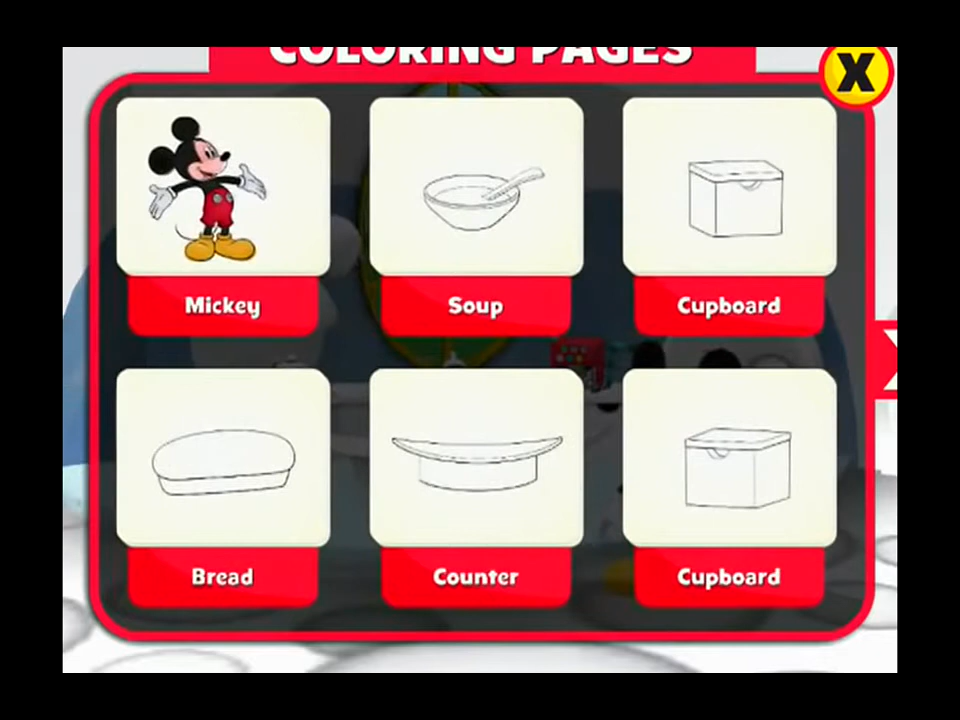 COLORING PAGES
X
Mickey
Soup
Cupboard
Bread
Counter
Cupboard